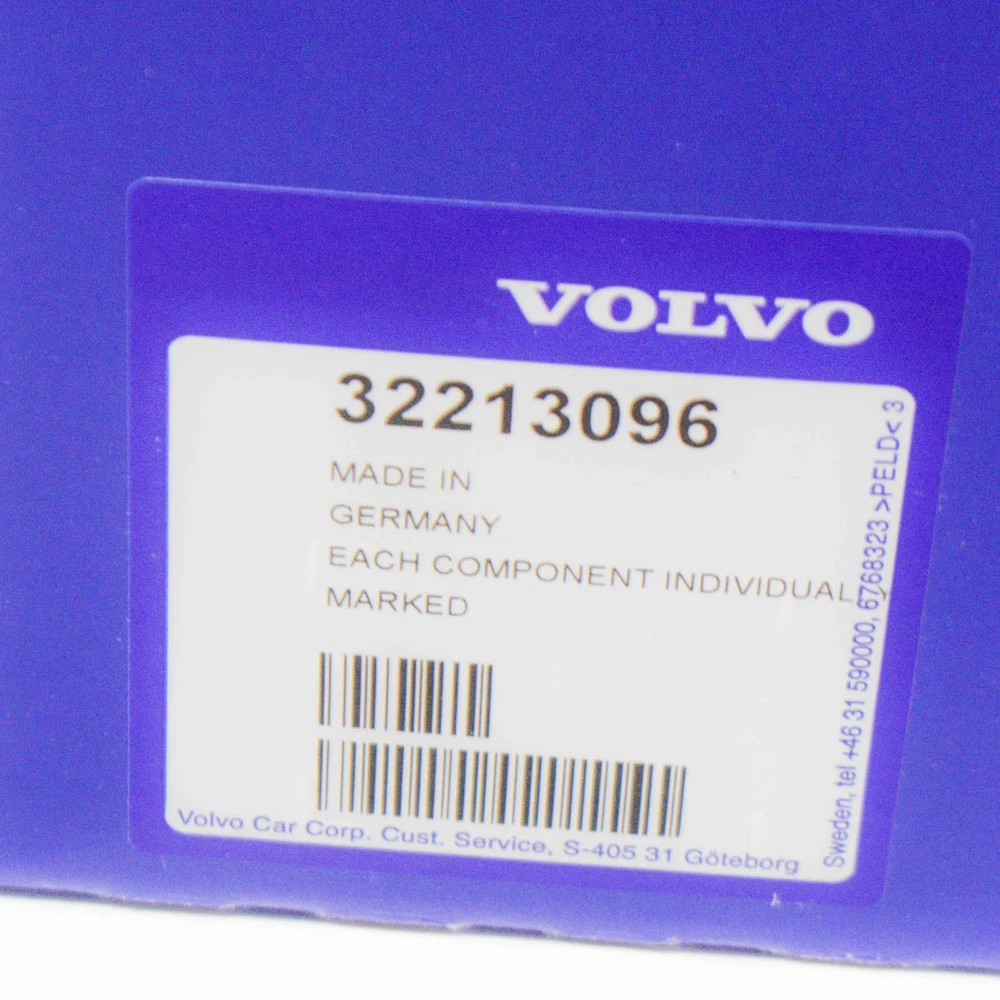 VOLVO
32213096
MADE IN
GERMANY
EACH COMPONENT INDIVIDUALLY
MARKED
Volvo Car Corp. Cust. Service, S-405 31 Göteborg
Sweden, tel +46 31 590000, 6768323 >PELD< 3